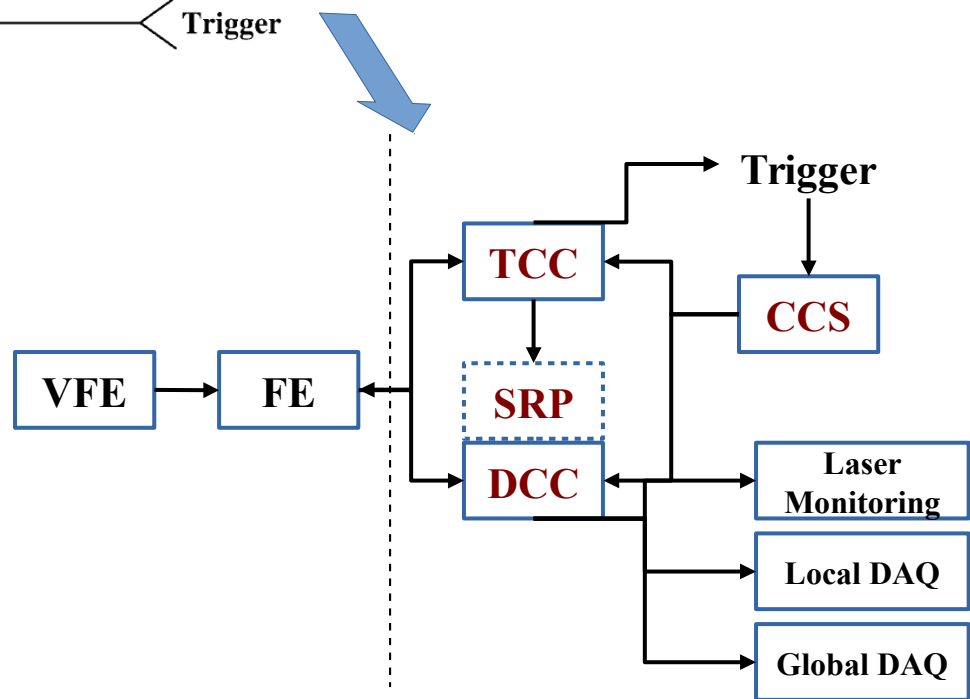 Trigger
Trigger
TCC
CCS
VFE
FE
SRP
DCC
Laser
Monitoring
Local DAQ
Global DAQ